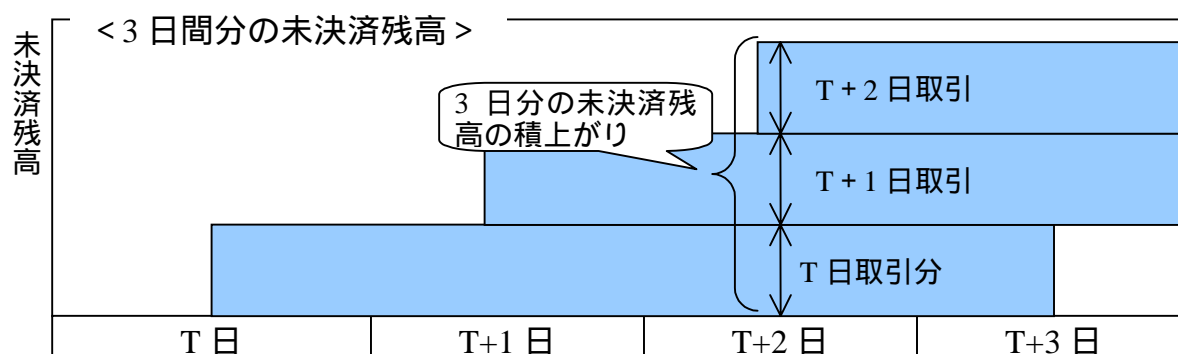 ＜3 日間分の未決済残高＞
未決済残高
3 日分の未決済残
高の積上がり
T + 2 日取引
T + 1 日取引
T 日取引分
T 日
T+1 日
T+2 日
T+3 日